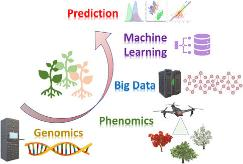 Prediction
Machine
Learning
Big Data
Phenomics
Genomics